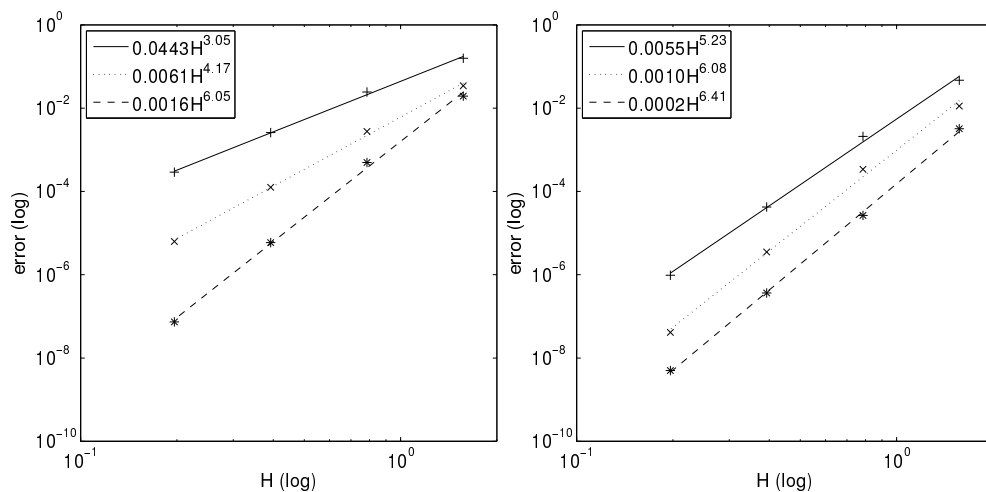 10^0
10^-2
10^-4
10^-6
10^-8
10^-10
10^-1
10^0
error (log)
H (log)
0.0443H^3.05
0.0061H^4.17
0.0016H^6.05
10^0
10^-2
10^-4
10^-6
10^-8
10^-10
10^-1
10^0
error (log)
H (log)
0.0055H^5.23
0.0010H^6.08
0.0002H^6.41